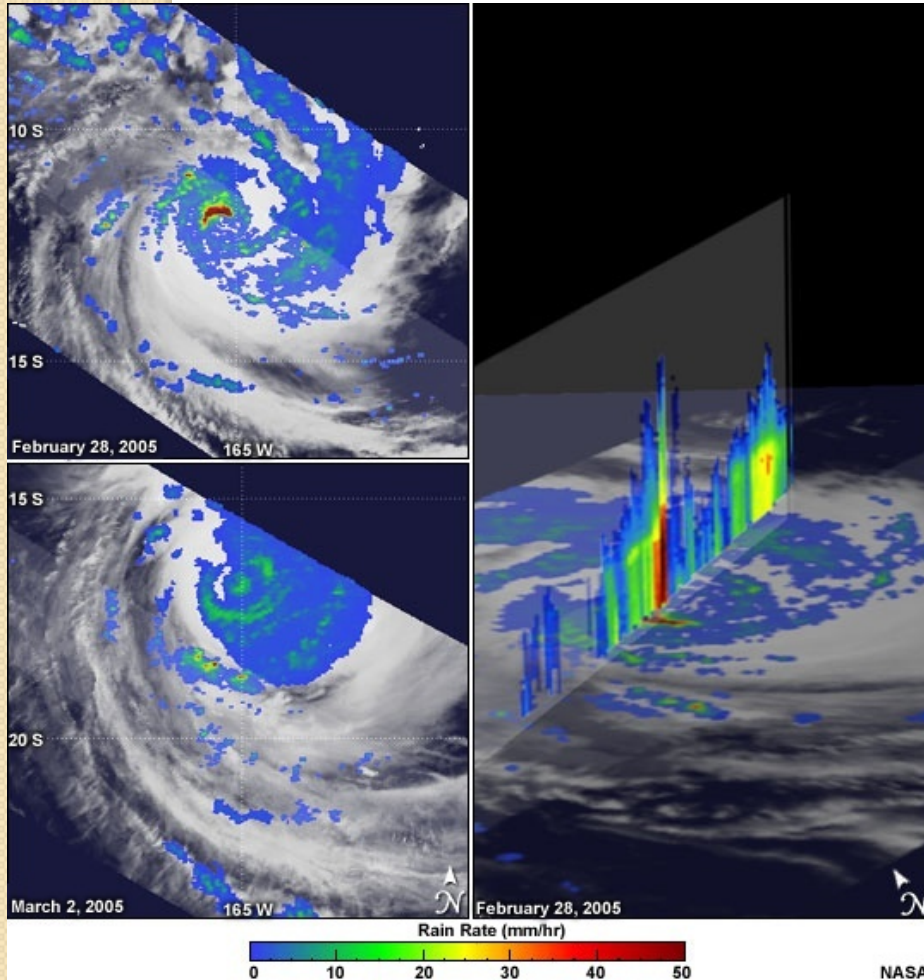 10 S
15 S
February 28, 2005
165 W
15 S
20 S
March 2, 2005
165 W
N
February 28, 2005
N
Rain Rate (mm/hr)
0 10 20 30 40 50
NASA